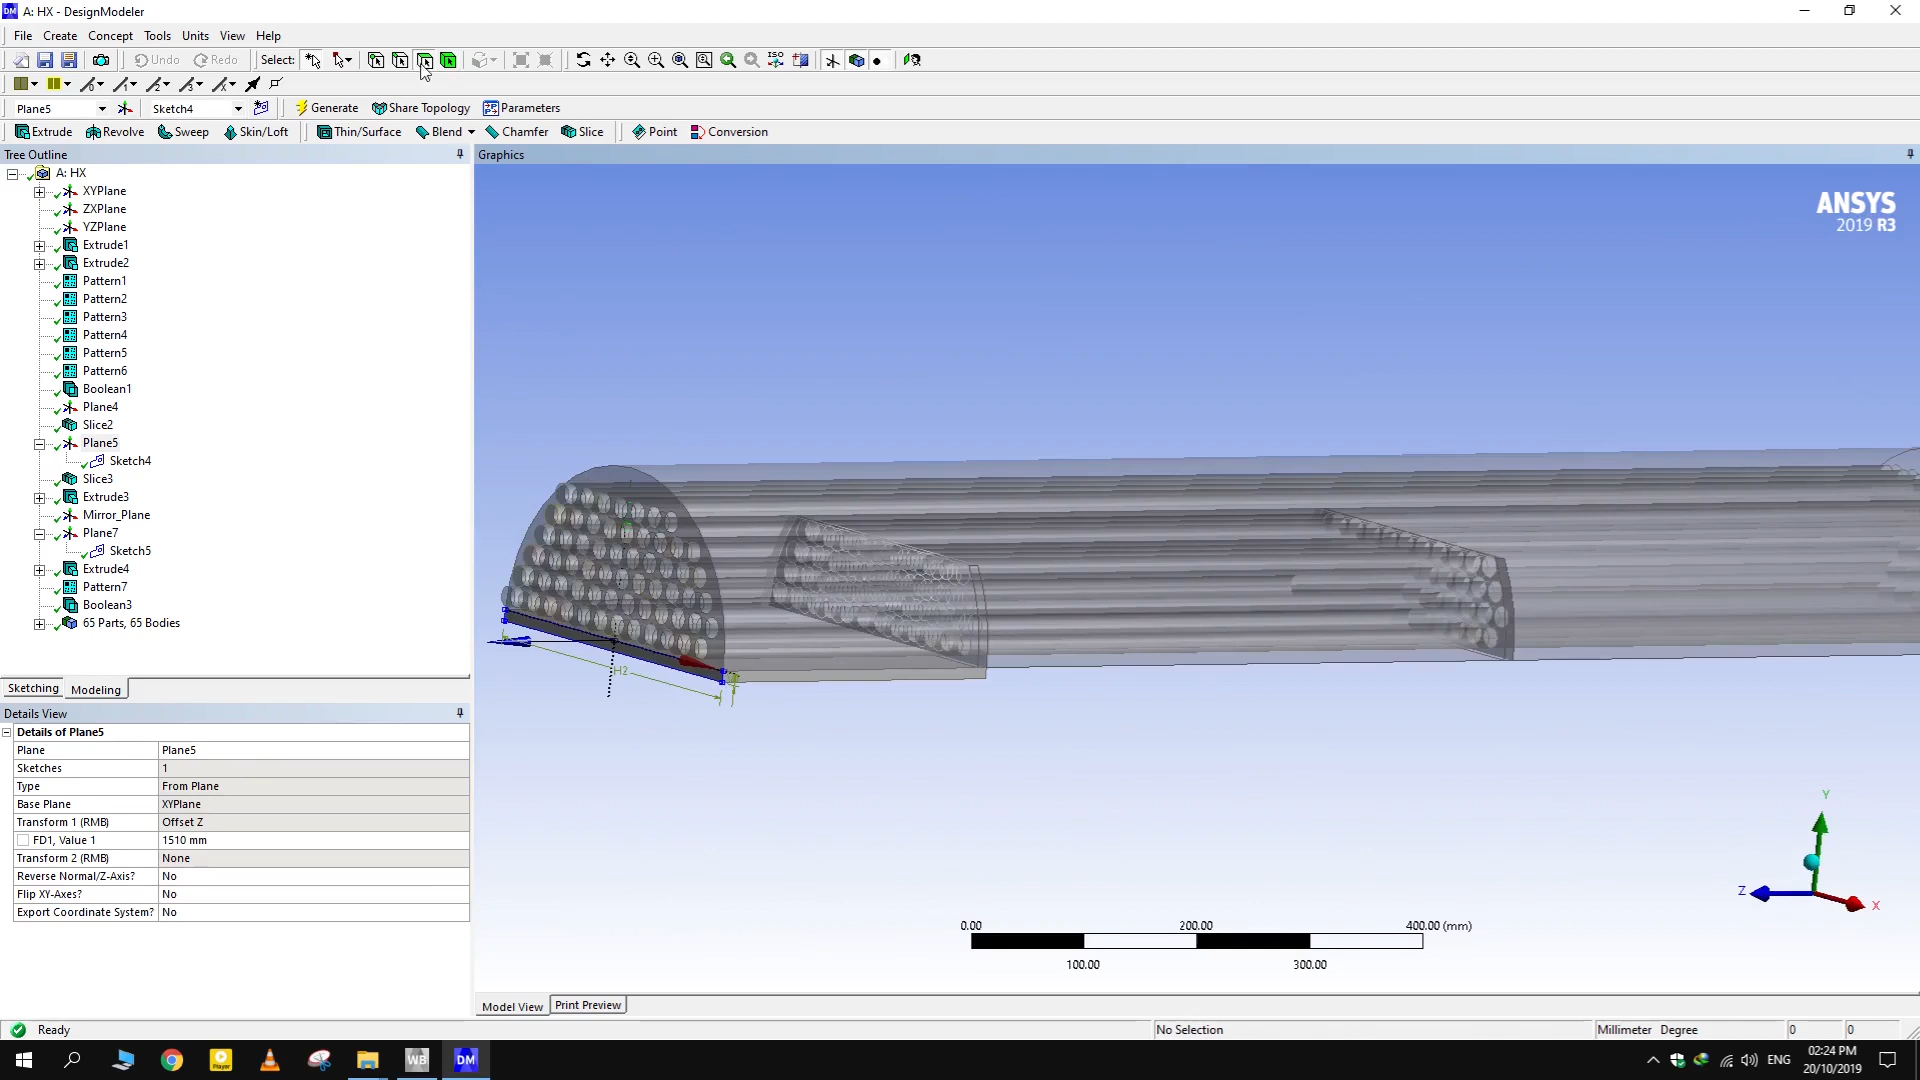 A: HX - DesignModeler
File Create Concept Tools Units View Help
Undo Redo Select:
Plane5 Sketch4 Generate Share Topology Parameters
Extrude Revolve Sweep Skin/Loft Thin/Surface Blend Chamfer Slice Point Conversion
Tree Outline
Graphics
A: HX
XYPlane
ZXPlane
YZPlane
Extrude1
Extrude2
Pattern1
Pattern2
Pattern3
Pattern4
Pattern5
Pattern6
Boolean1
Plane4
Slice2
Plane5
Sketch4
Slice3
Extrude3
Mirror_Plane
Plane7
Sketch5
Extrude4
Pattern7
Boolean3
65 Parts, 65 Bodies
Sketching Modeling
Details View
Details of Plane5
Plane Plane5
Sketches 1
Type From Plane
Base Plane XYPlane
Transform 1 (RMB) Offset Z
FD1, Value 1 1510 mm
Transform 2 (RMB) None
Reverse Normal/Z-Axis? No
Flip XY-Axes? No
Export Coordinate System? No
ANSYS
2019 R3
H2
Y
Z
X
0.00 200.00 400.00 (mm)
100.00 300.00
Model View Print Preview
Ready No Selection Millimeter Degree 0 0
WB DM Player ENG
02:24 PM
20/10/2019